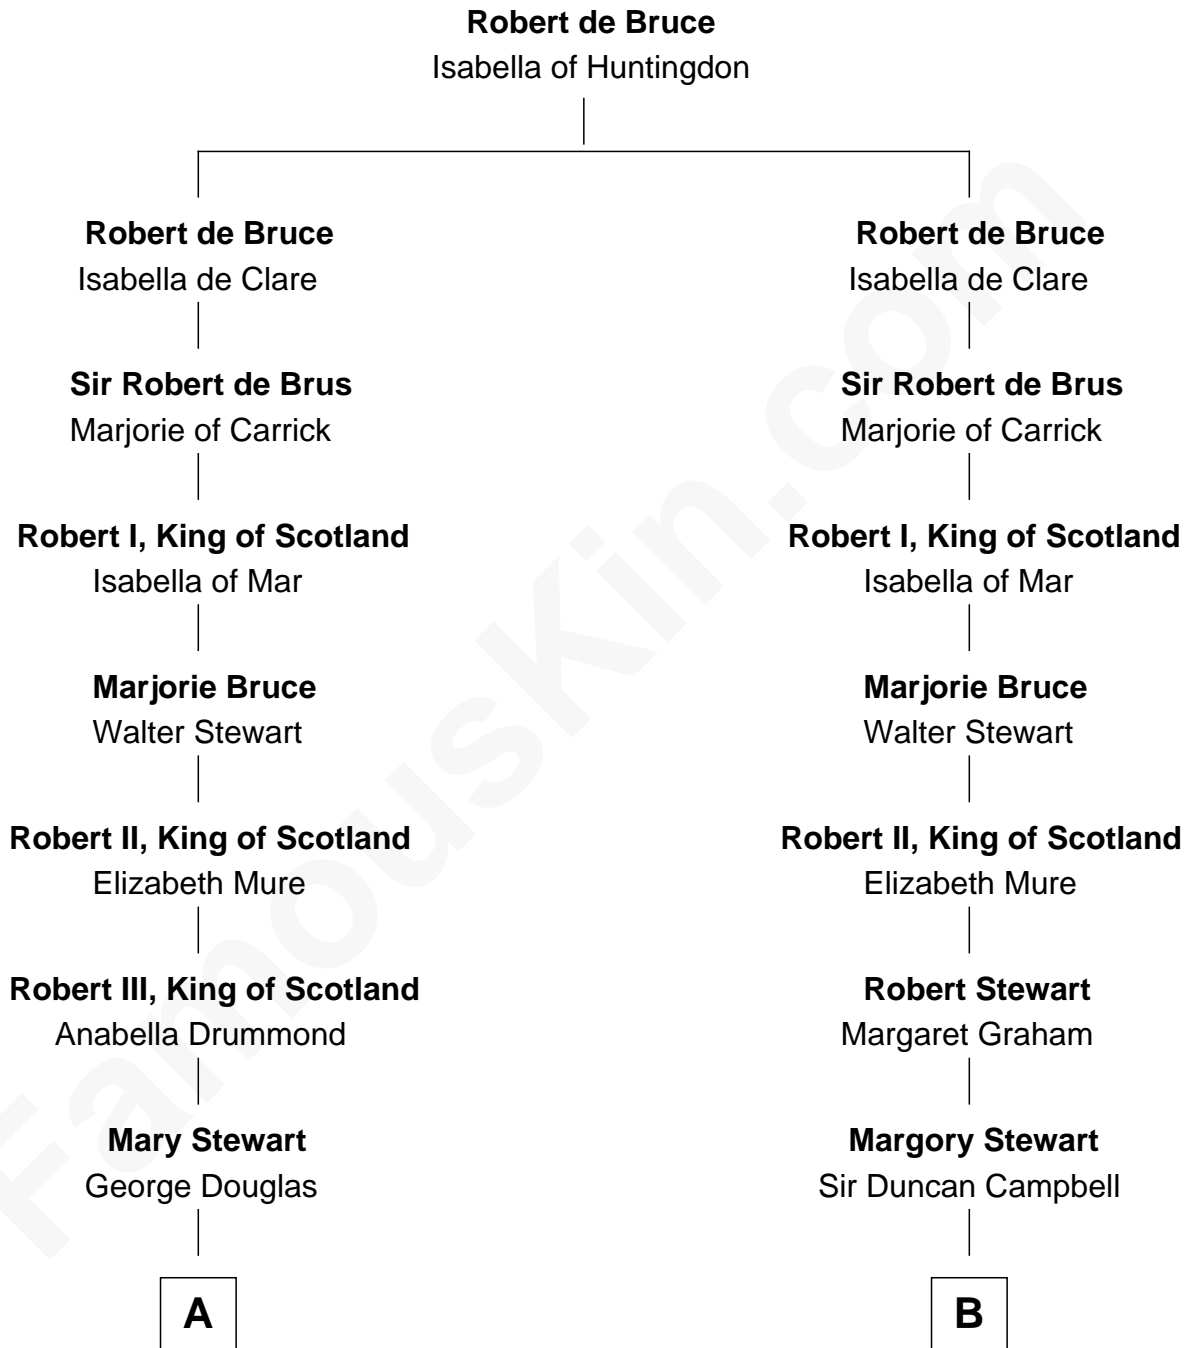 Robert de Bruce
Isabella of Huntingdon
Robert de Bruce
Isabella de Clare
Robert de Bruce
Isabella de Clare
Sir Robert de Brus
Marjorie of Carrick
Sir Robert de Brus
Marjorie of Carrick
Robert I, King of Scotland
Isabella of Mar
Robert I, King of Scotland
Isabella of Mar
Marjorie Bruce
Walter Stewart
Marjorie Bruce
Walter Stewart
Robert II, King of Scotland
Elizabeth Mure
Robert II, King of Scotland
Elizabeth Mure
Robert III, King of Scotland
Anabella Drummond
Robert Stewart
Margaret Graham
Mary Stewart
George Douglas
Margory Stewart
Sir Duncan Campbell
A
B
FamousKin.com